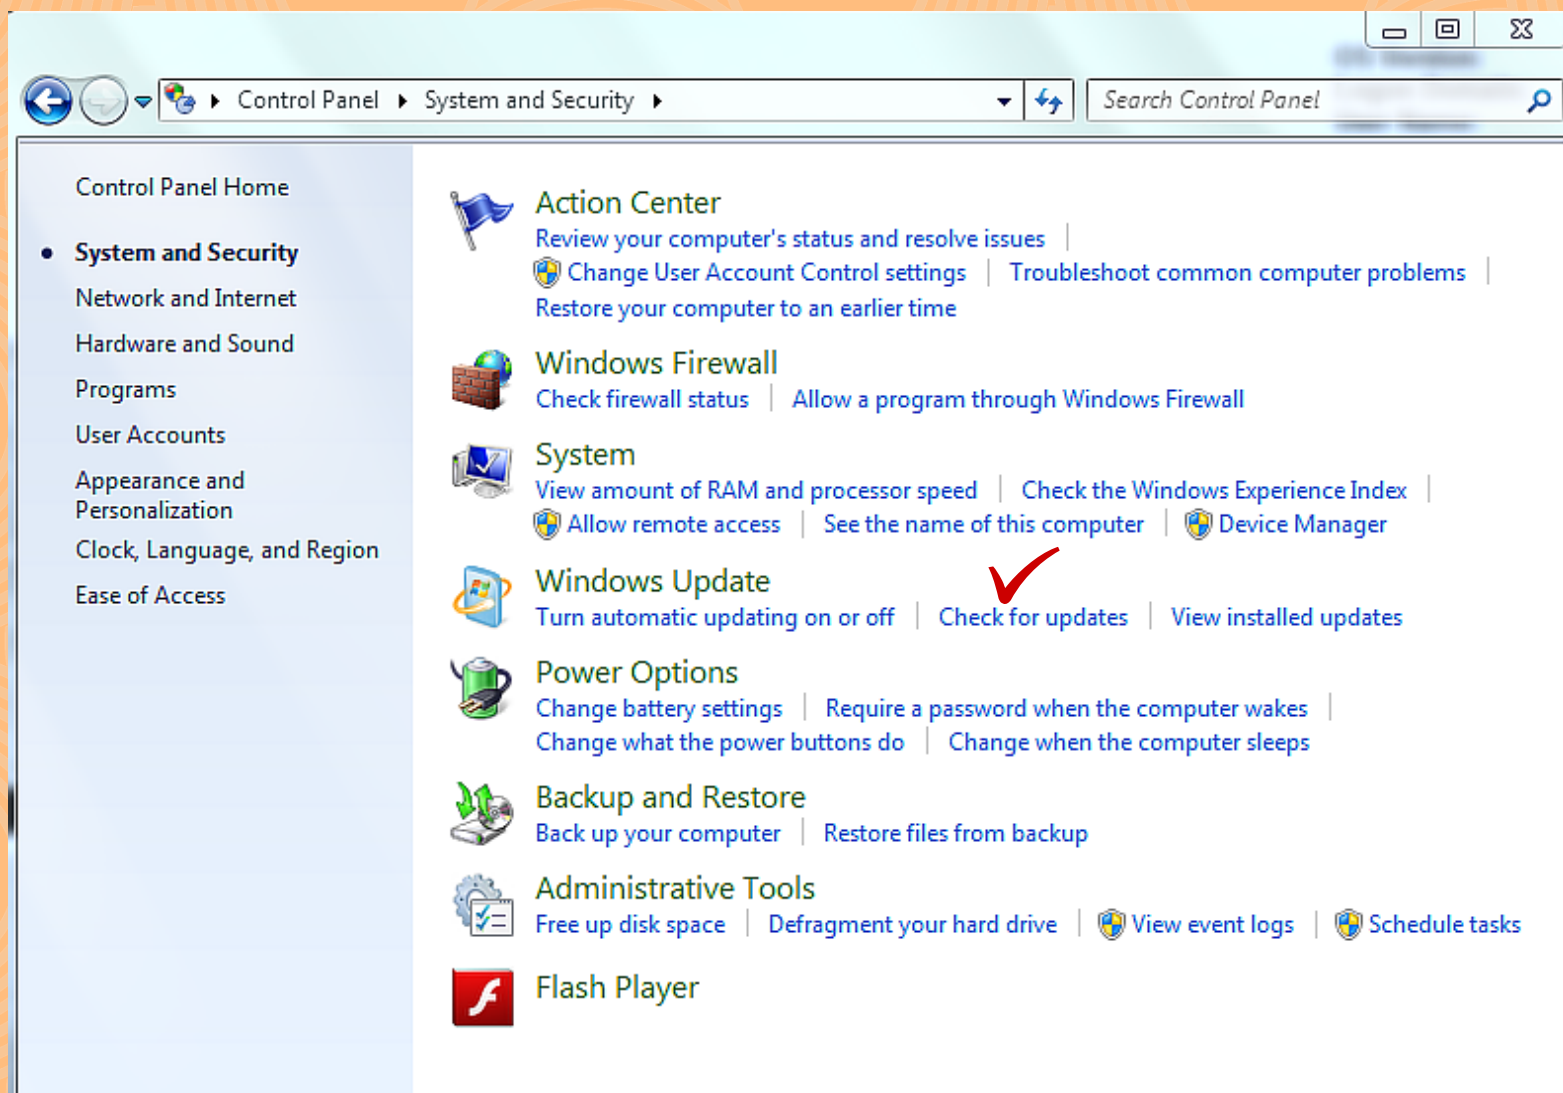 Control Panel System and Security
Search Control Panel
Control Panel Home
System and Security
Network and Internet
Hardware and Sound
Programs
User Accounts
Appearance and
Personalization
Clock, Language, and Region
Ease of Access
Action Center
Review your computer's status and resolve issues
Change User Account Control settings Troubleshoot common computer problems
Restore your computer to an earlier time
Windows Firewall
Check firewall status Allow a program through Windows Firewall
System
View amount of RAM and processor speed Check the Windows Experience Index
Allow remote access See the name of this computer Device Manager
Windows Update
Turn automatic updating on or off Check for updates View installed updates
Power Options
Change battery settings Require a password when the computer wakes
Change what the power buttons do Change when the computer sleeps
Backup and Restore
Back up your computer Restore files from backup
Administrative Tools
Free up disk space Defragment your hard drive View event logs Schedule tasks
Flash Player